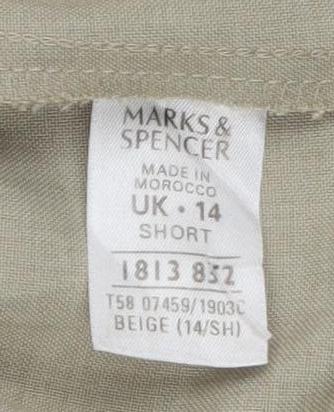 MARKS &
SPENCER
MADE IN
MOROCCO
UK · 14
SHORT
1813 832
T58 07459/1903C
BEIGE (14/SH)